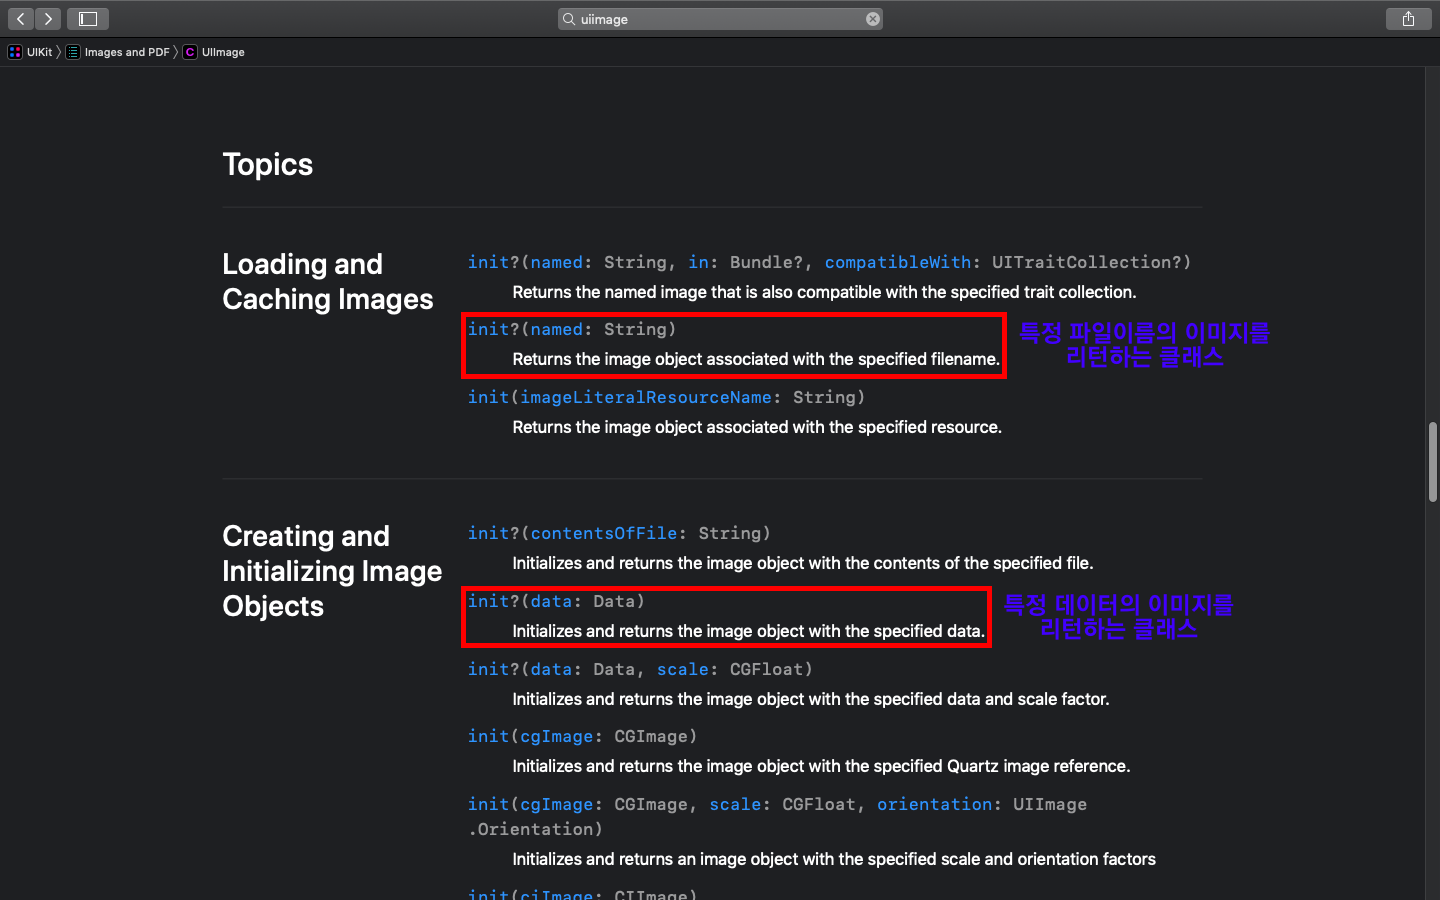 uiimage
UIKit 〉 Images and PDF 〉 C UIImage
Topics
Loading and
Caching Images
init?(named: String, in: Bundle?, compatibleWith: UITraitCollection?)
Returns the named image that is also compatible with the specified trait collection.
init?(named: String)
Returns the image object associated with the specified filename.
특정 파일이름의 이미지를
리턴하는 클래스
init(imageLiteralResourceName: String)
Returns the image object associated with the specified resource.
Creating and
Initializing Image
Objects
init?(contentsOfFile: String)
Initializes and returns the image object with the contents of the specified file.
init?(data: Data)
Initializes and returns the image object with the specified data.
특정 데이터의 이미지를
리턴하는 클래스
init?(data: Data, scale: CGFloat)
Initializes and returns the image object with the specified data and scale factor.
init(cgImage: CGImage)
Initializes and returns the image object with the specified Quartz image reference.
init(cgImage: CGImage, scale: CGFloat, orientation: UIImage
.Orientation)
Initializes and returns an image object with the specified scale and orientation factors
init(ciImage: CIImage)